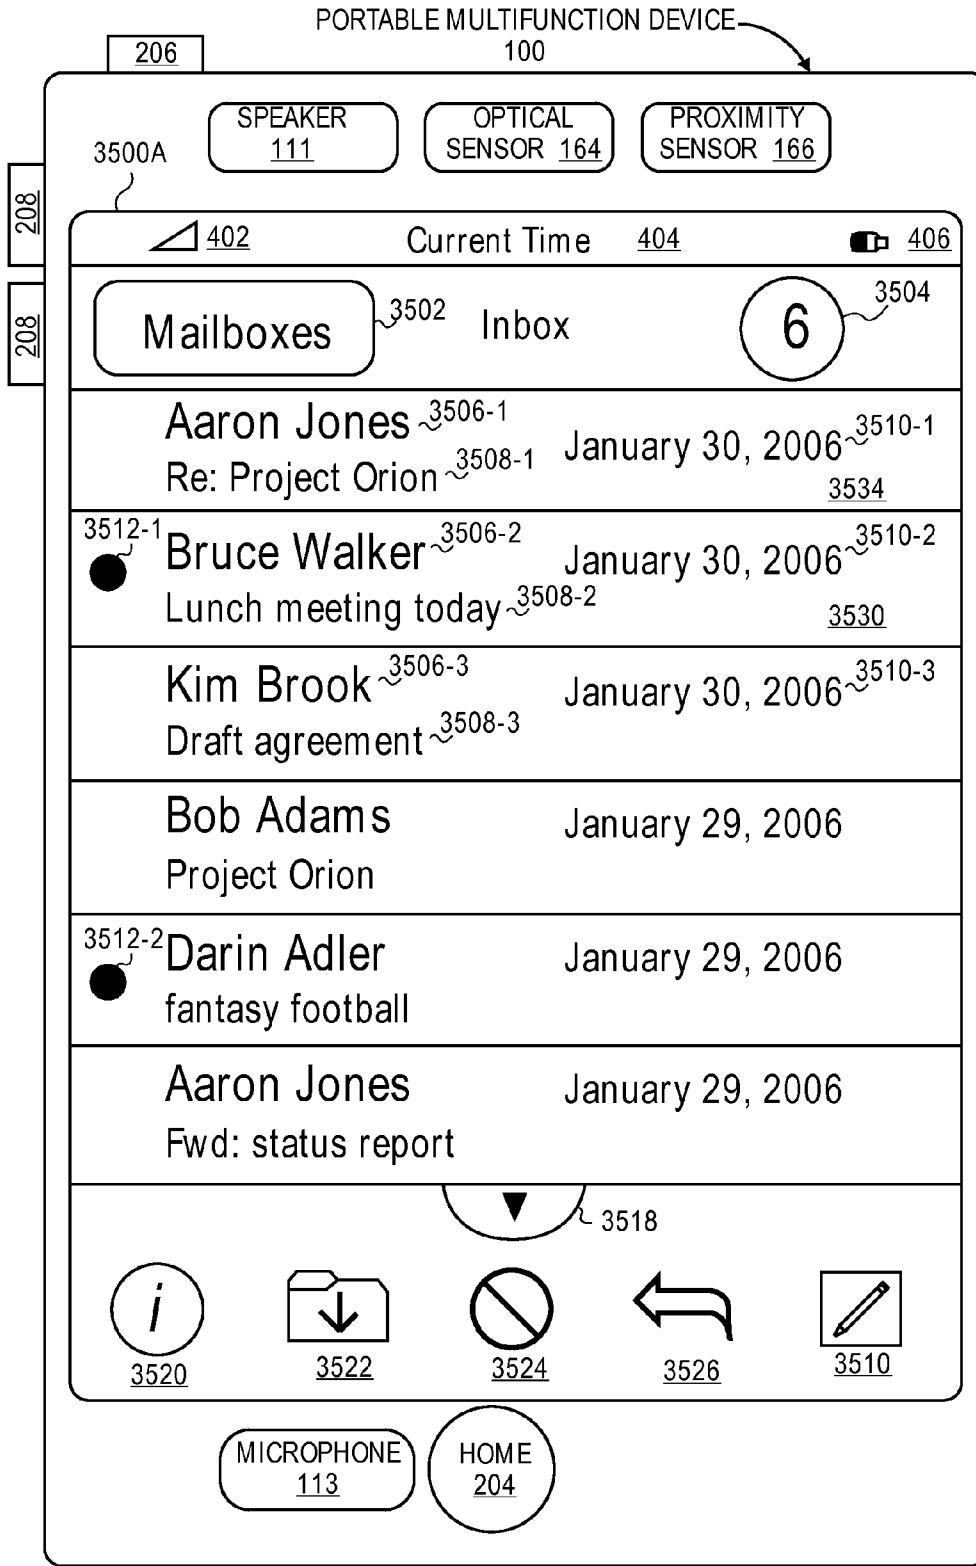 PORTABLE MULTIFUNCTION DEVICE
100
206
SPEAKER
111
OPTICAL
SENSOR 164
PROXIMITY
SENSOR 166
3500A
208
208
402
Current Time 404
406
Mailboxes
3502
Inbox
6
3504
Aaron Jones 3506-1
January 30, 2006 3510-1
Re: Project Orion 3508-1
3534
3512-1
Bruce Walker 3506-2
January 30, 2006 3510-2
Lunch meeting today 3508-2
3530
Kim Brook 3506-3
January 30, 2006 3510-3
Draft agreement 3508-3
Bob Adams
January 29, 2006
Project Orion
3512-2
Darin Adler
January 29, 2006
fantasy football
Aaron Jones
January 29, 2006
Fwd: status report
3518
i
3520
3522
3524
3526
3510
MICROPHONE
113
HOME
204